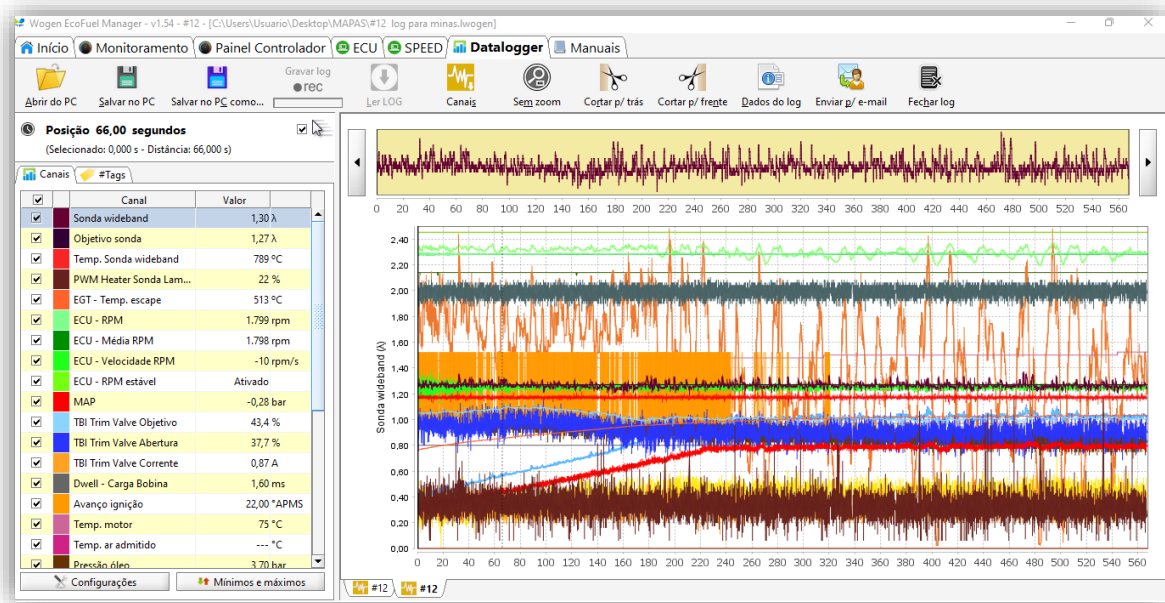 Wogen EcoFuel Manager - v1.54 - #12 - [C:\Users\Usuario\Desktop\MAPAS\#12 log para minas.lwogen]
Início Monitoramento Painel Controlador ECU SPEED Datalogger Manuais
Gravar log
rec
Abrir do PC Salvar no PC Salvar no PC como... Ler LOG Canais Sem zoom Cortar p/ trás Cortar p/ frente Dados do log Enviar p/ e-mail Fechar log
Posição 66,00 segundos
(Selecionado: 0,000 s - Distância: 66,000 s)
Canais #Tags
Canal Valor
Sonda wideband 1,30 λ
Objetivo sonda 1,27 λ
Temp. Sonda wideband 789 ºC
PWM Heater Sonda Lam... 22 %
EGT - Temp. escape 513 ºC
ECU - RPM 1.799 rpm
ECU - Média RPM 1.798 rpm
ECU - Velocidade RPM -10 rpm/s
ECU - RPM estável Ativado
MAP -0,28 bar
TBI Trim Valve Objetivo 43,4 %
TBI Trim Valve Abertura 37,7 %
TBI Trim Valve Corrente 0,87 A
Dwell - Carga Bobina 1,60 ms
Avanço ignição 22,00 °APMS
Temp. motor 75 °C
Temp. ar admitido --- °C
Pressão óleo 3,70 bar
Configurações Mínimos e máximos
0 20 40 60 80 100 120 140 160 180 200 220 240 260 280 300 320 340 360 380 400 420 440 460 480 500 520 540 560
Sonda wideband (λ)
2,40
2,20
2,00
1,80
1,60
1,40
1,20
1,00
0,80
0,60
0,40
0,20
0,00
0 20 40 60 80 100 120 140 160 180 200 220 240 260 280 300 320 340 360 380 400 420 440 460 480 500 520 540 560
#12 #12